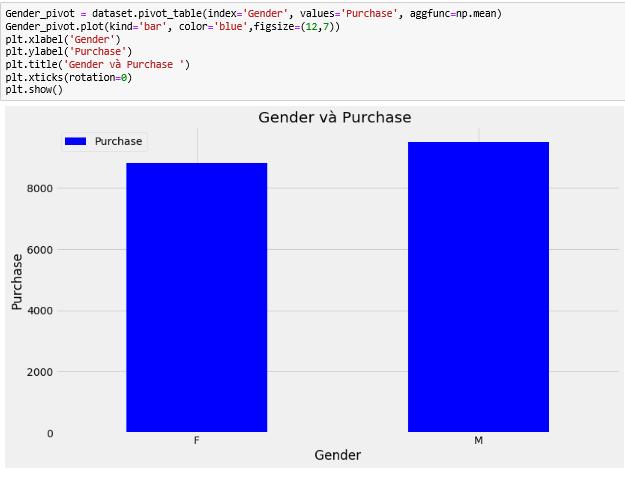 Gender_pivot = dataset.pivot_table(index='Gender', values='Purchase', aggfunc=np.mean)
Gender_pivot.plot(kind='bar', color='blue',figsize=(12,7))
plt.xlabel('Gender')
plt.ylabel('Purchase')
plt.title('Gender và Purchase ')
plt.xticks(rotation=0)
plt.show()
Gender và Purchase
Purchase
8000
6000
4000
2000
0
Purchase
F
M
Gender